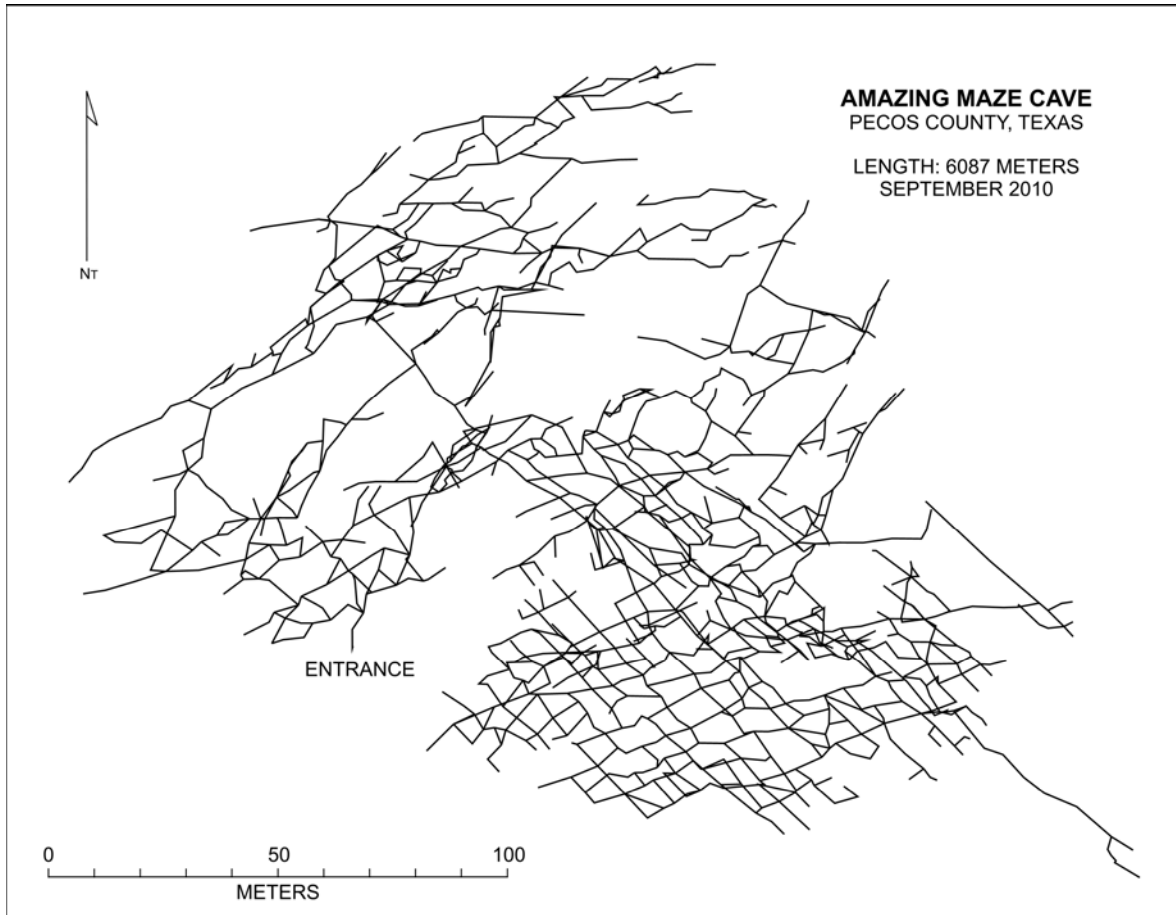 AMAZING MAZE CAVE
PECOS COUNTY, TEXAS
LENGTH: 6087 METERS
SEPTEMBER 2010
NT
ENTRANCE
0 50 100
METERS